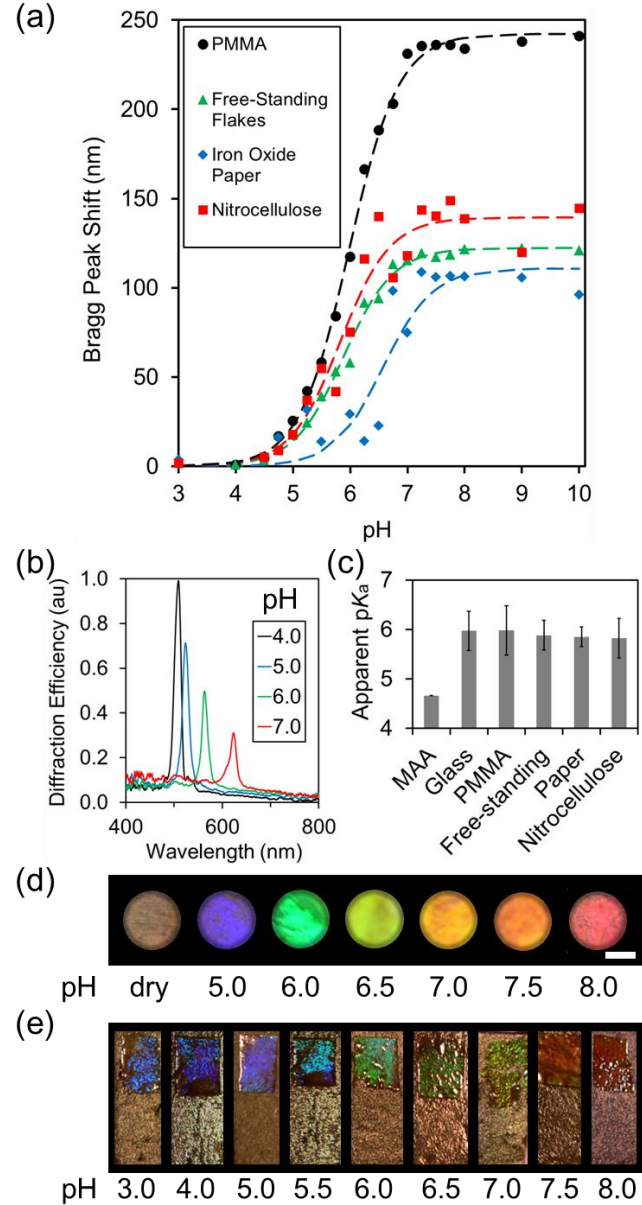 (a)
PMMA
Free-Standing
Flakes
Iron Oxide
Paper
Nitrocellulose
Bragg Peak Shift (nm)
250
200
150
100
50
0
3 4 5 6 7 8 9 10
pH
(b)
Diffraction Efficiency (au)
1.0
0.8
0.6
0.4
0.2
0.0
pH
4.0
5.0
6.0
7.0
400 600 800
Wavelength (nm)
(c)
Apparent pKa
7
6
5
4
MAA
Glass
PMMA
Free-standing
Paper
Nitrocellulose
(d)
pH dry 5.0 6.0 6.5 7.0 7.5 8.0
(e)
pH 3.0 4.0 5.0 5.5 6.0 6.5 7.0 7.5 8.0